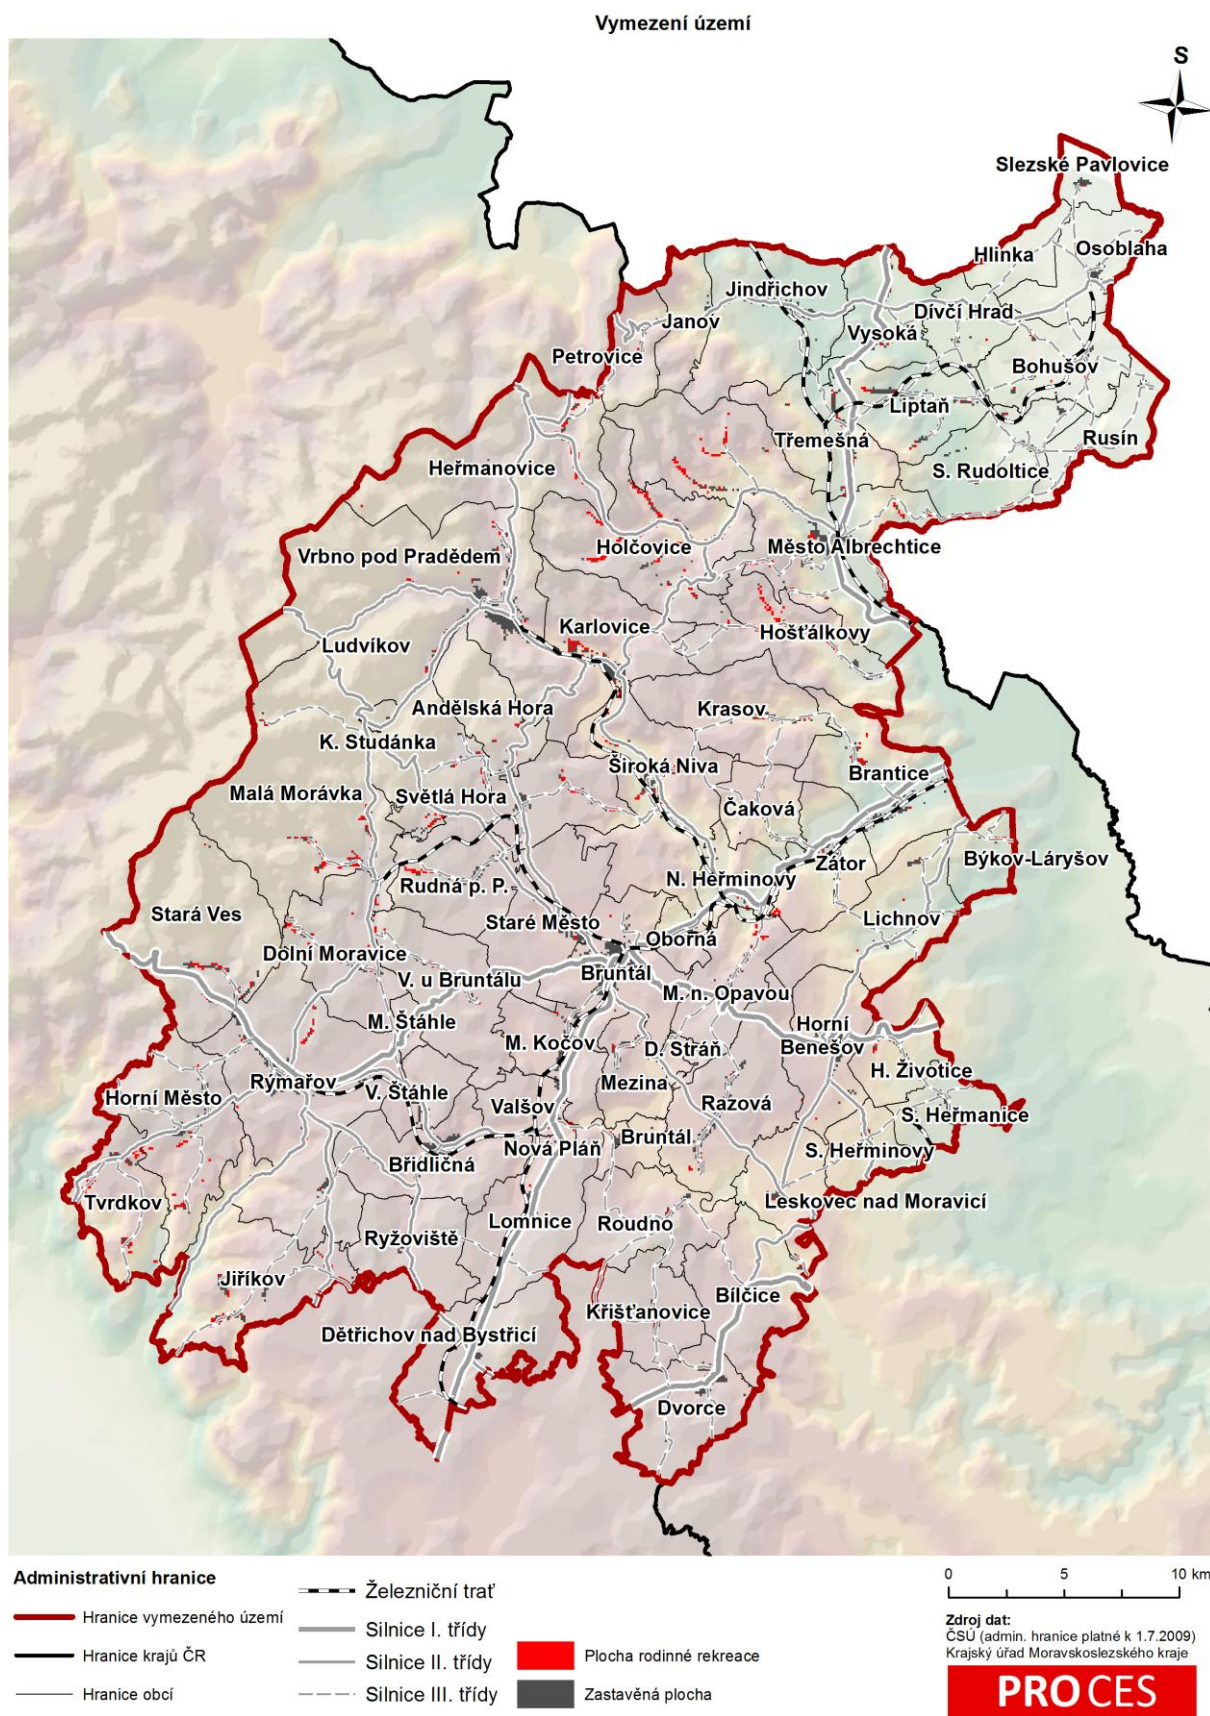 Vymezení území
S
Slezské Pavlovice
Hlinka
Osoblaha
Jindřichov
Dívčí Hrad
Janov
Vysoká
Petrovice
Bohušov
Liptaň
Třemešná
Rusín
Heřmanovice
S. Rudoltice
Holčovice
Město Albrechtice
Vrbno pod Pradědem
Karlovice
Hošťálkovy
Ludvíkov
Andělská Hora
Krasov
K. Studánka
Široká Niva
Brantice
Malá Morávka
Světlá Hora
Čaková
Býkov-Láryšov
Zátor
Rudná p. P.
N. Heřminovy
Stará Ves
Staré Město
Lichnov
Oborná
Dolní Moravice
V. u Bruntálu
Bruntál
M. n. Opavou
M. Štáhle
Horní
Benešov
M. Kočov
D. Stráň
H. Životice
Rýmařov
Mezina
Horní Město
V. Štáhle
Valšov
Razová
S. Heřmanice
Bruntál
Nová Pláň
S. Heřminovy
Břidličná
Tvrdkov
Leskovec nad Moravicí
Lomnice
Roudno
Ryžoviště
Jiříkov
Bílčice
Křišťanovice
Dětřichov nad Bystřicí
Dvorce
Administrativní hranice
Hranice vymezeného území
Hranice krajů ČR
Hranice obcí
Železniční trať
Silnice I. třídy
Silnice II. třídy
Silnice III. třídy
Plocha rodinné rekreace
Zastavěná plocha
0 5 10 km
Zdroj dat:
ČSÚ (admin. hranice platné k 1.7.2009)
Krajský úřad Moravskoslezského kraje
PROCES